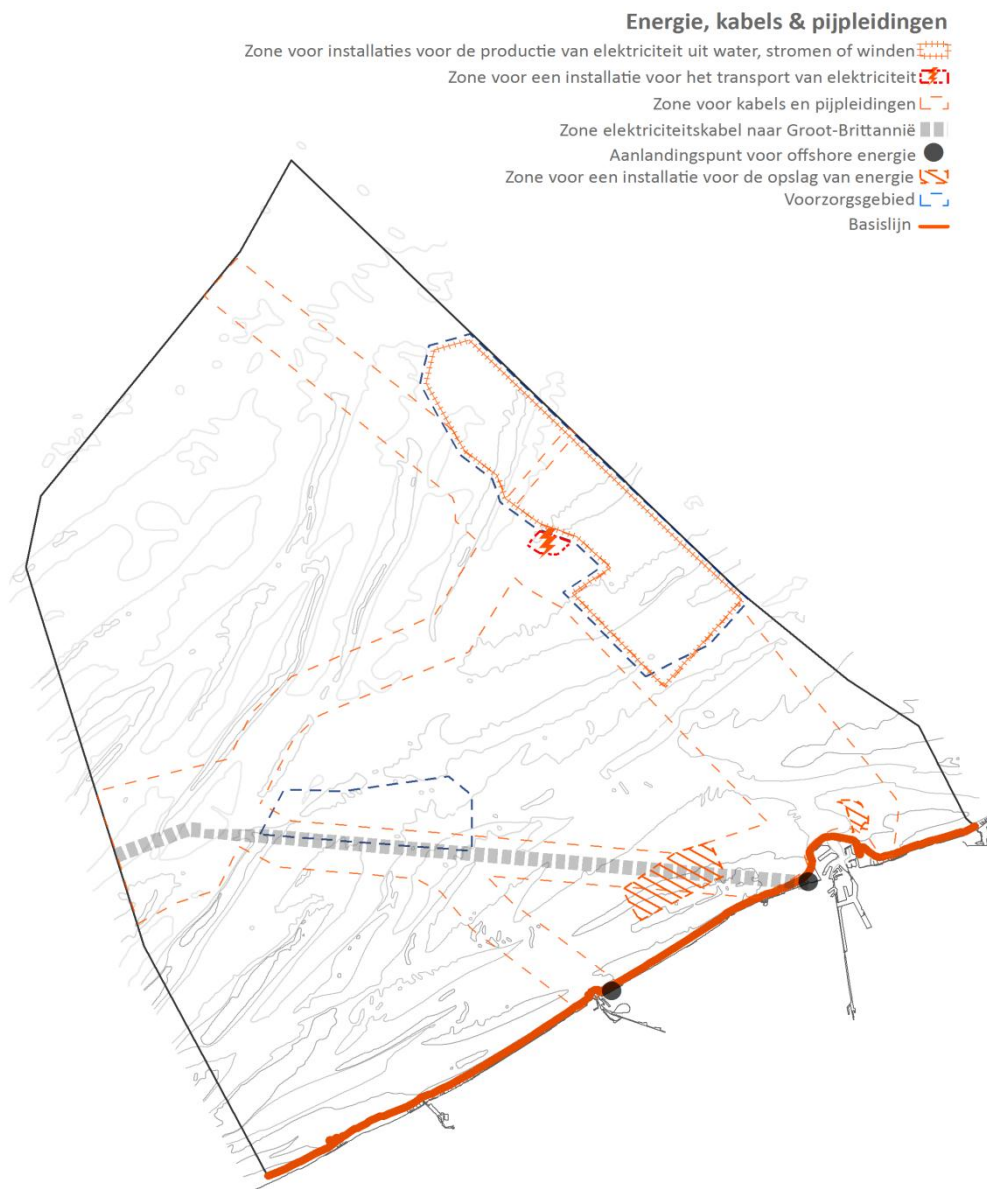 Energie, kabels & pijpleidingen
Zone voor installaties voor de productie van elektriciteit uit water, stromen of winden
Zone voor een installatie voor het transport van elektriciteit
Zone voor kabels en pijpleidingen
Zone elektriciteitskabel naar Groot-Brittannië
Aanlandingspunt voor offshore energie
Zone voor een installatie voor de opslag van energie
Voorzorgsgebied
Basislijn